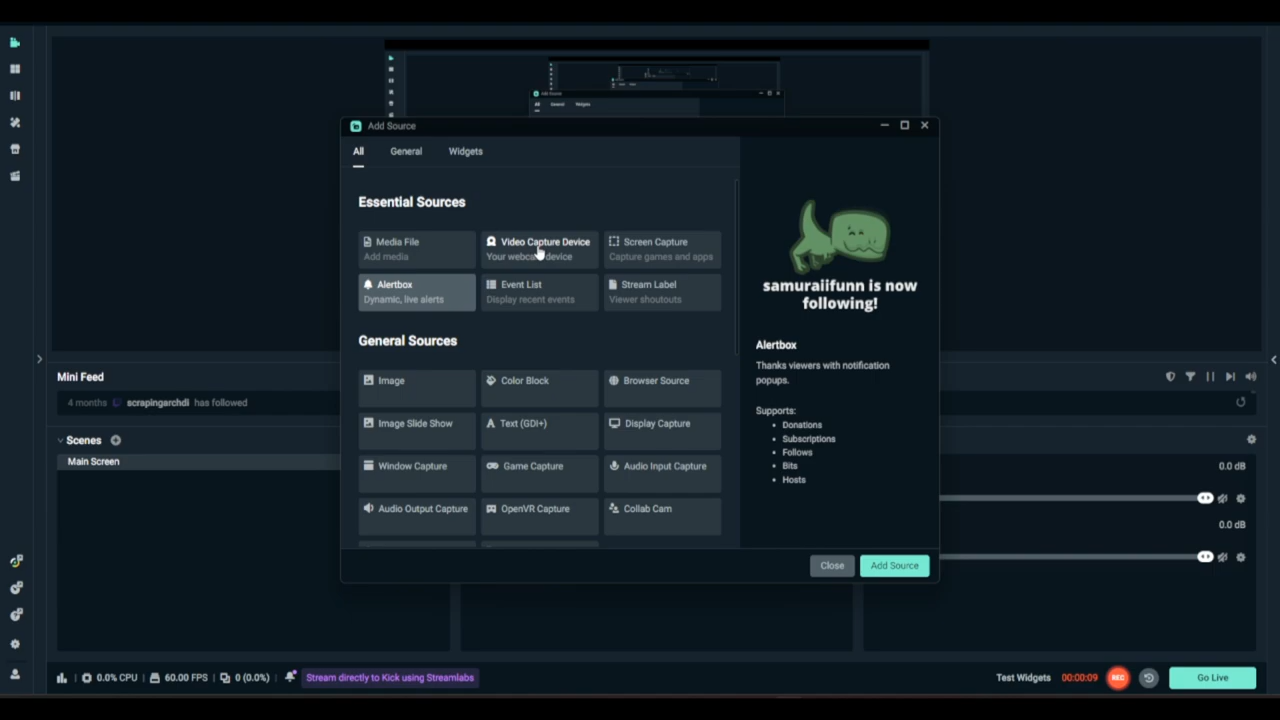 Add Source
All General Widgets
Essential Sources
Media File
Add media
Video Capture Device
Your webcam device
Screen Capture
Capture games and apps
Alertbox
Dynamic, live alerts
Event List
Display recent events
Stream Label
Viewer shoutouts
General Sources
Image
Color Block
Browser Source
Image Slide Show
Text (GDI+)
Display Capture
Window Capture
Game Capture
Audio Input Capture
Audio Output Capture
OpenVR Capture
Collab Cam
samuraiifunn is now
following!
Alertbox
Thanks viewers with notification
popups.
Supports:
Donations
Subscriptions
Follows
Bits
Hosts
Close
Add Source
Mini Feed
4 months scrapingarchdi has followed
Scenes
Main Screen
0.0 dB
0.0 dB
0.0% CPU
60.00 FPS
0 (0.0%)
Stream directly to Kick using Streamlabs
Test Widgets
00:00:09
REC
Go Live